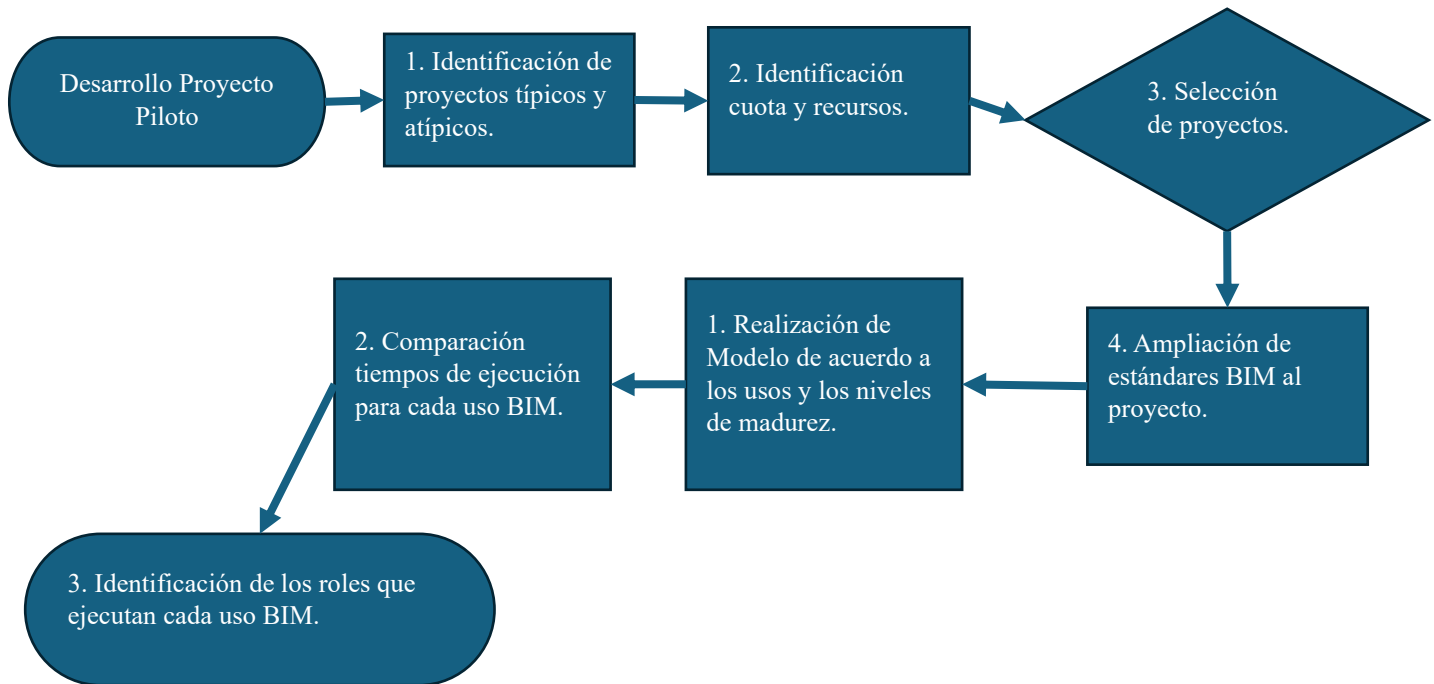 Desarrollo Proyecto
Piloto
1. Identificación de
proyectos típicos y
atípicos.
2. Identificación
cuota y recursos.
3. Selección
de proyectos.
4. Ampliación de
estándares BIM al
proyecto.
1. Realización de
Modelo de acuerdo a
los usos y los niveles
de madurez.
2. Comparación
tiempos de ejecución
para cada uso BIM.
3. Identificación de los roles que
ejecutan cada uso BIM.